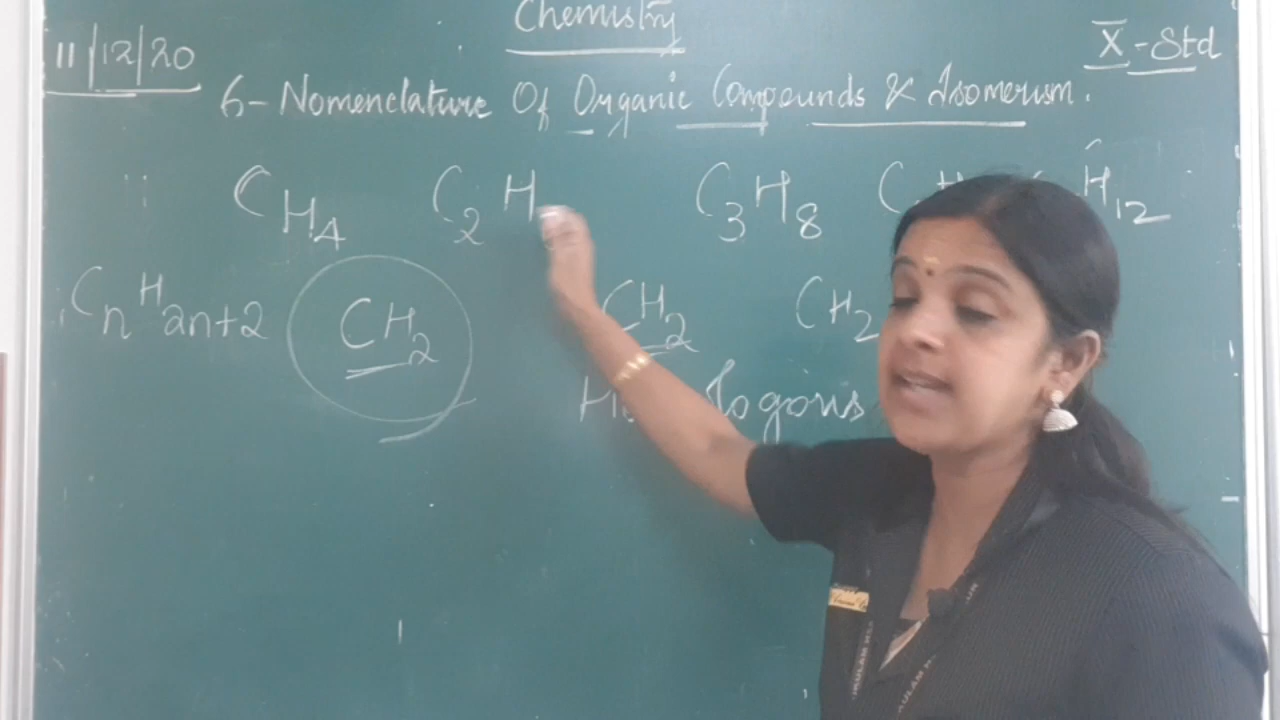 Chemistry
11/12/20
X - Std
6- Nomenclature Of Organic Compounds & Isomerism.
CH4 C2H C3H8 C H12
CnH2n+2 CH2 CH2 CH2